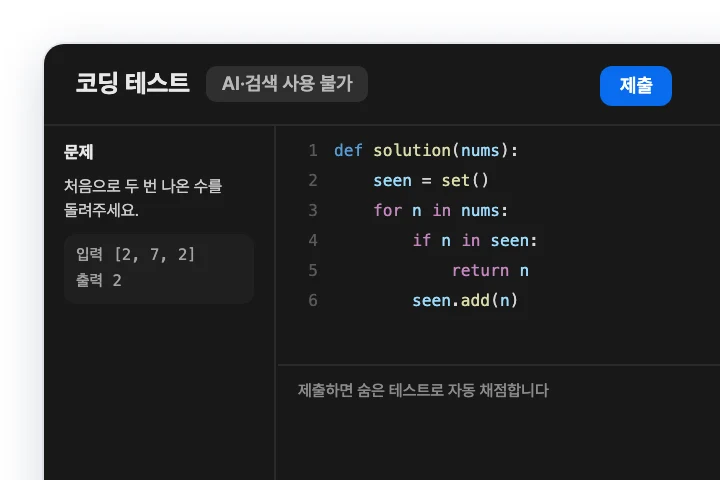 코딩 테스트
AI·검색 사용 불가
제출
문제
처음으로 두 번 나온 수를
돌려주세요.
입력 [2, 7, 2]
출력 2
1 def solution(nums):
2     seen = set()
3     for n in nums:
4         if n in seen:
5             return n
6         seen.add(n)
제출하면 숨은 테스트로 자동 채점합니다